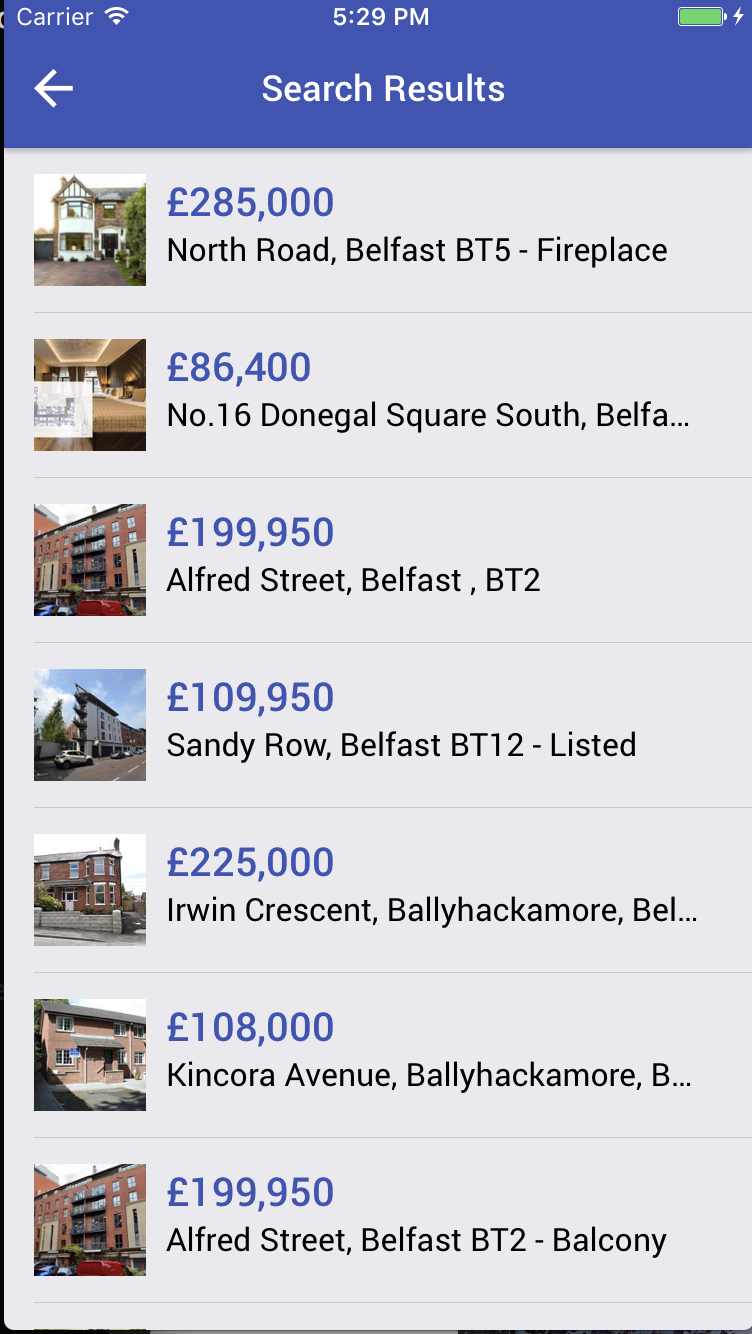 Carrier 5:29 PM
Search Results
£285,000
North Road, Belfast BT5 - Fireplace
£86,400
No.16 Donegal Square South, Belfa...
£199,950
Alfred Street, Belfast , BT2
£109,950
Sandy Row, Belfast BT12 - Listed
£225,000
Irwin Crescent, Ballyhackamore, Bel...
£108,000
Kincora Avenue, Ballyhackamore, B...
£199,950
Alfred Street, Belfast BT2 - Balcony